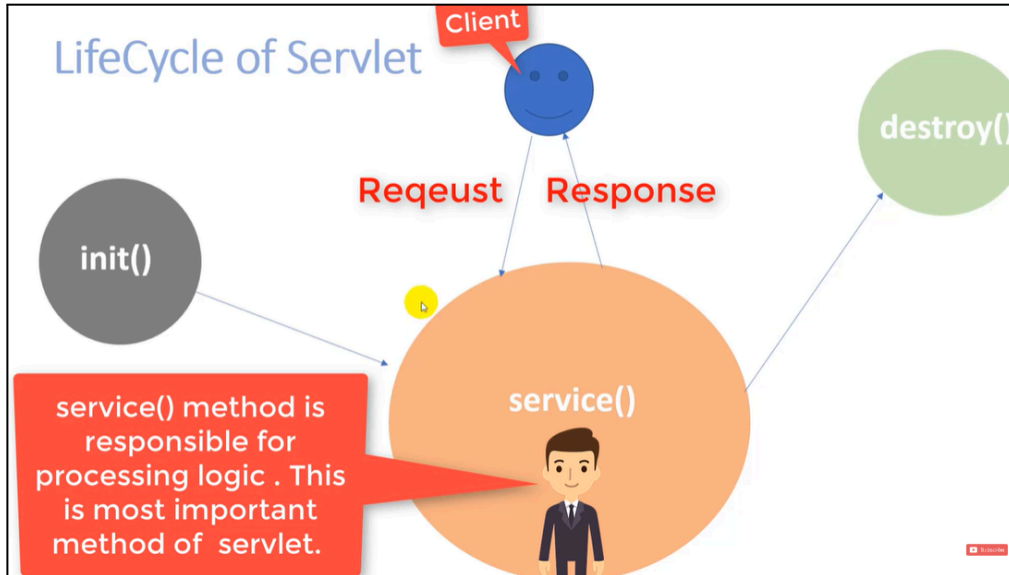 Client
LifeCycle of Servlet
destroy()
Reqeust Response
init()
service()
service() method is
responsible for
processing logic . This
is most important
method of servlet.
Subscribe